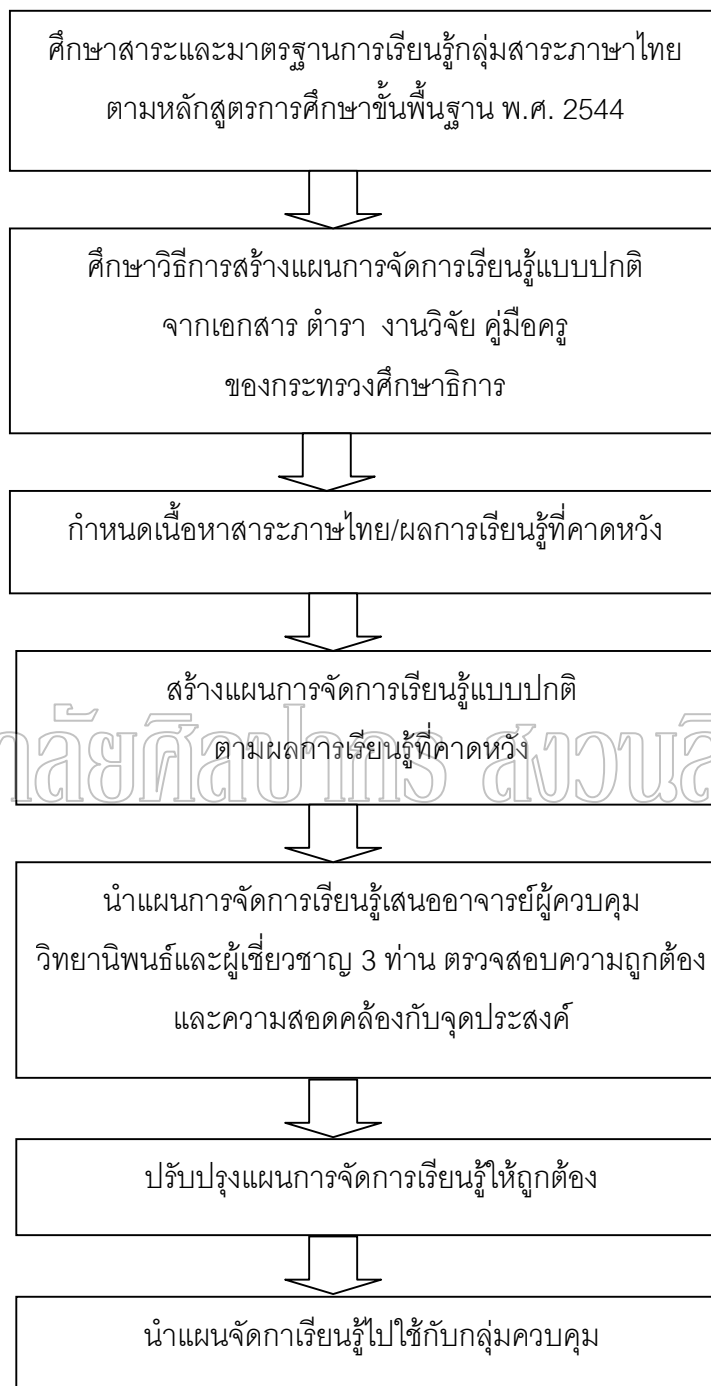 ศึกษาสาระและมาตรฐานการเรียนรู้กลุ่มสาระภาษาไทย
ตามหลักสูตรการศึกษาขั้นพื้นฐาน พ.ศ. 2544
ศึกษาวิธีการสร้างแผนการจัดการเรียนรู้แบบปกติ
จากเอกสาร ตำรา งานวิจัย คู่มือครู
ของกระทรวงศึกษาธิการ
กำหนดเนื้อหาสาระภาษไทย/ผลการเรียนรู้ที่คาดหวัง
สร้างแผนการจัดการเรียนรู้แบบปกติ
ตามผลการเรียนรู้ที่คาดหวัง
าลัยศิลปากร สงวนลิ
นำแผนการจัดการเรียนรู้เสนออาจารย์ผู้ควบคุม
วิทยานิพนธ์และผู้เชี่ยวชาญ 3 ท่าน ตรวจสอบความถูกต้อง
และความสอดคล้องกับจุดประสงค์
ปรับปรุงแผนการจัดการเรียนรู้ให้ถูกต้อง
นำแผนจัดกาเรียนรู้ไปใช้กับกลุ่มควบคุม